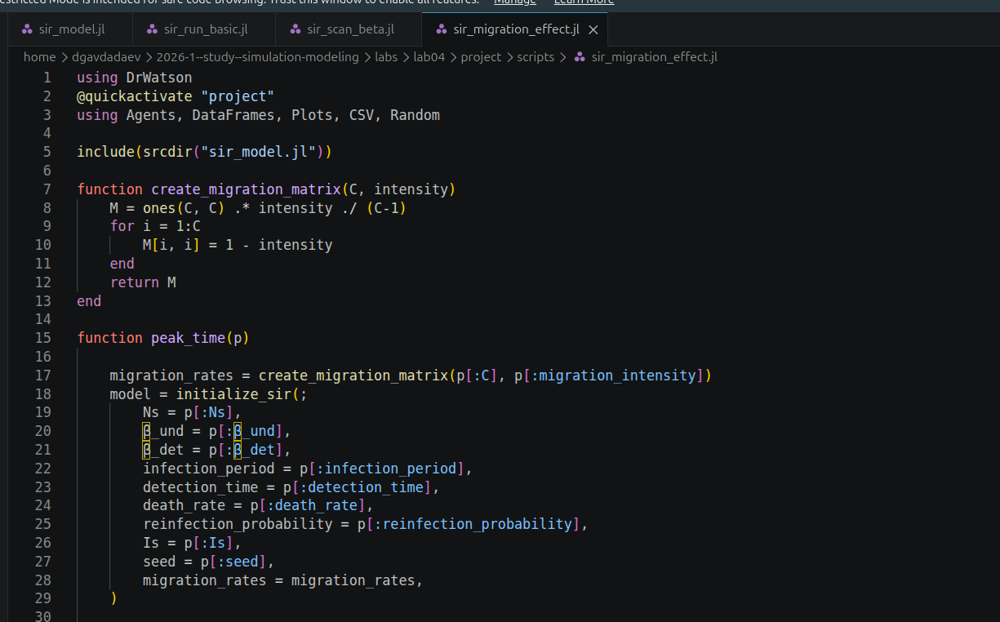 estricted Mode is intended for safe code browsing. Trust this window to enable all features. Manage Learn More
sir_model.jl sir_run_basic.jl sir_scan_beta.jl sir_migration_effect.jl
home > dgavdadaev > 2026-1--study--simulation-modeling > labs > lab04 > project > scripts > sir_migration_effect.jl
1 using DrWatson
2 @quickactivate "project"
3 using Agents, DataFrames, Plots, CSV, Random
4
5 include(srcdir("sir_model.jl"))
6
7 function create_migration_matrix(C, intensity)
8     M = ones(C, C) .* intensity ./ (C-1)
9     for i = 1:C
10         M[i, i] = 1 - intensity
11     end
12     return M
13 end
14
15 function peak_time(p)
16
17     migration_rates = create_migration_matrix(p[:C], p[:migration_intensity])
18     model = initialize_sir(;
19         Ns = p[:Ns],
20         β_und = p[:β_und],
21         β_det = p[:β_det],
22         infection_period = p[:infection_period],
23         detection_time = p[:detection_time],
24         death_rate = p[:death_rate],
25         reinfection_probability = p[:reinfection_probability],
26         Is = p[:Is],
27         seed = p[:seed],
28         migration_rates = migration_rates,
29     )
30